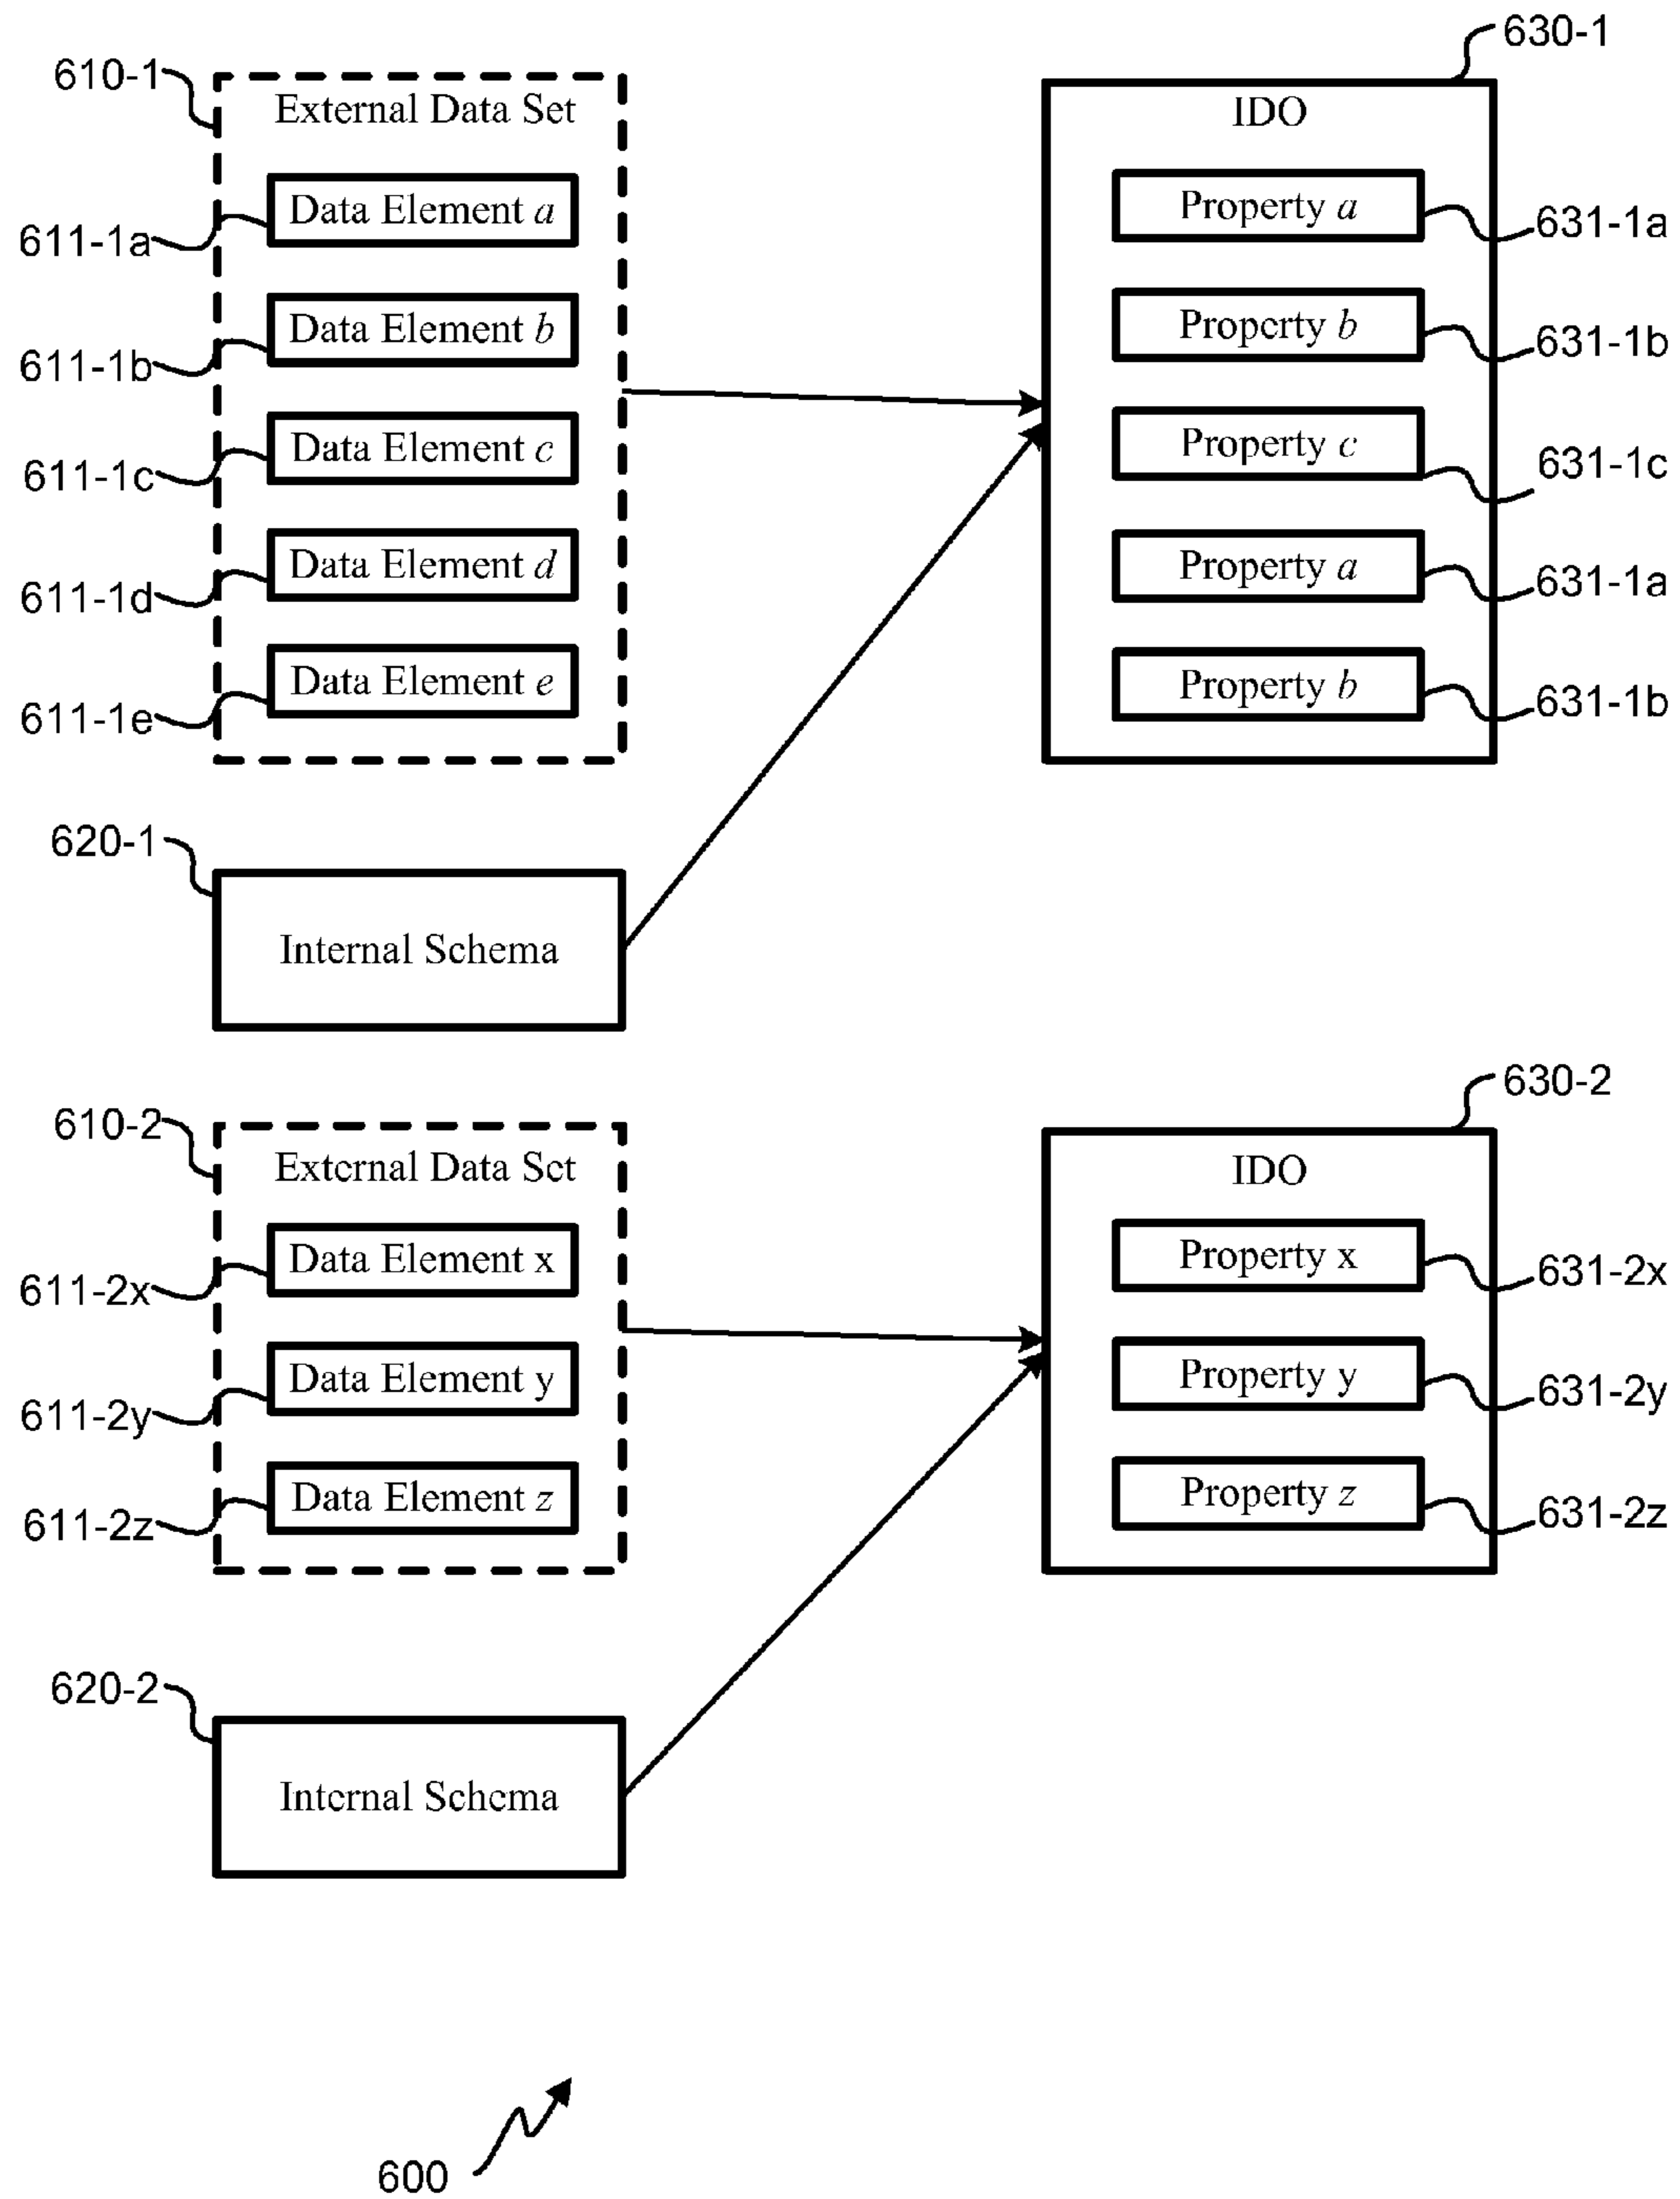 630-1
610-1
External Data Set
IDO
Data Element a
Property a
611-1a
631-1a
Data Element b
Property b
611-1b
631-1b
Data Element c
Property c
611-1c
631-1c
Data Element d
Property a
611-1d
631-1a
Data Element e
Property b
611-1e
631-1b
620-1
Internal Schema
630-2
610-2
External Data Set
IDO
Data Element x
Property x
611-2x
631-2x
Data Element y
Property y
611-2y
631-2y
Data Element z
Property z
611-2z
631-2z
620-2
Internal Schema
600